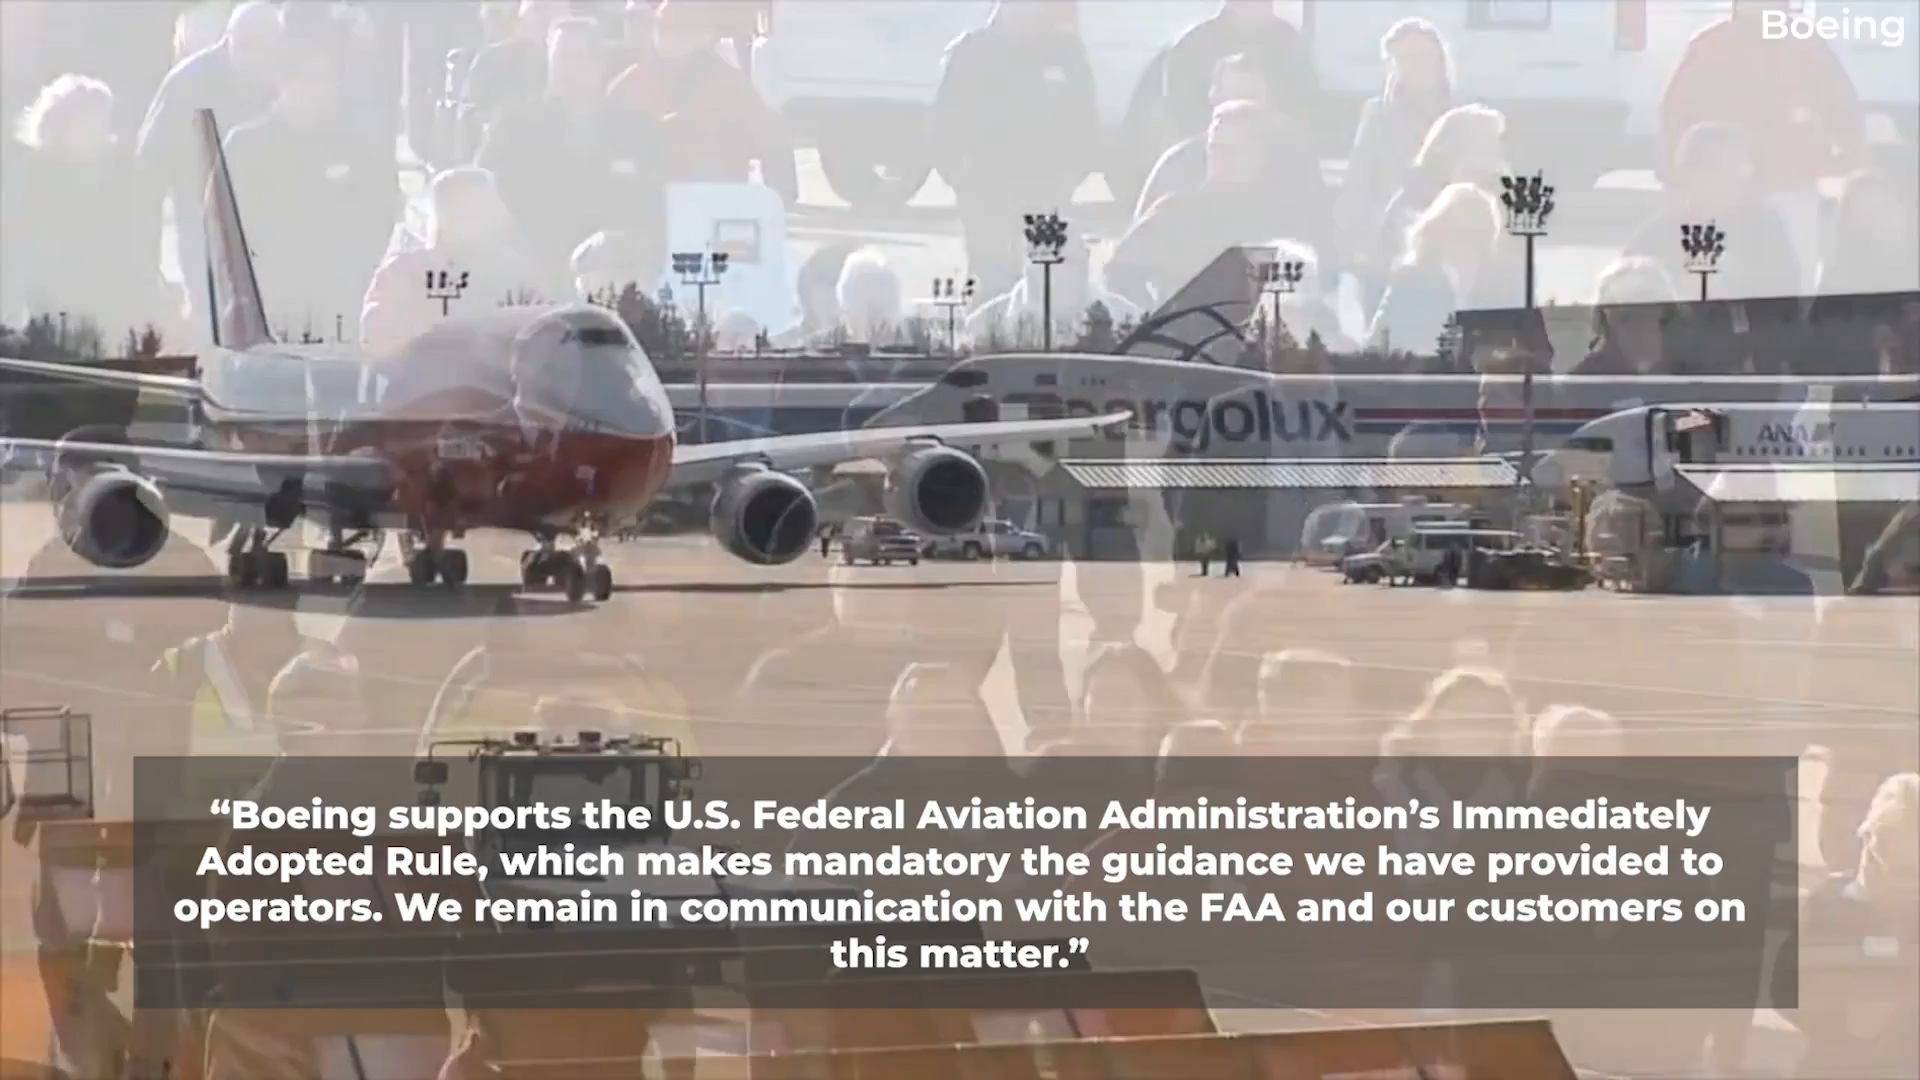 Boeing
cargolux
ANA
“Boeing supports the U.S. Federal Aviation Administration’s Immediately
Adopted Rule, which makes mandatory the guidance we have provided to
operators. We remain in communication with the FAA and our customers on
this matter.”